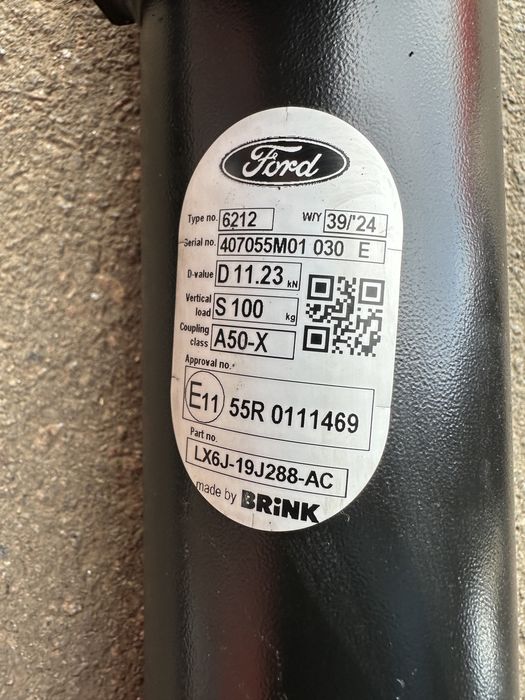 Ford
Type no. 6212 W/Y 39/'24
Serial no. 407055M01 030 E
D-value D 11.23 kN
Vertical load S 100 kg
Coupling class A50-X
Approval no.
E11 55R 0111469
Part no.
LX6J-19J288-AC
made by BRiNK